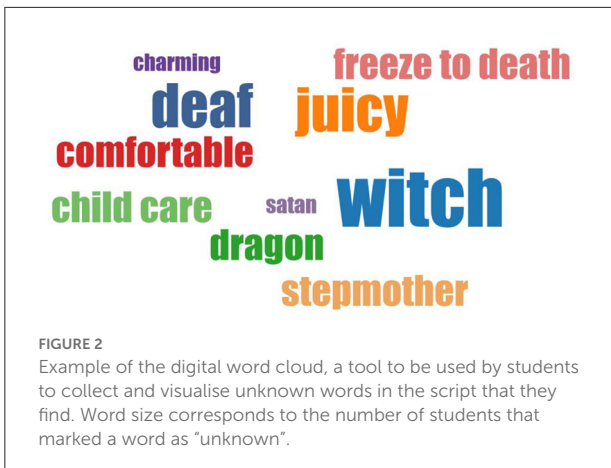 charming
freeze to death
deaf
juicy
comfortable
witch
child care
satan
dragon
stepmother
FIGURE 2
Example of the digital word cloud, a tool to be used by students
to collect and visualise unknown words in the script that they
find. Word size corresponds to the number of students that
marked a word as “unknown”.